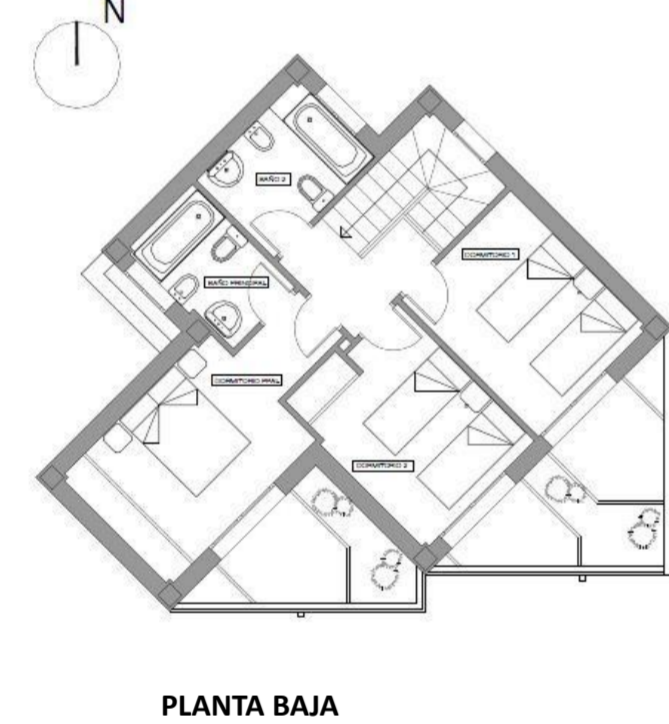 N
BAÑO 2
DORMITORIO 1
BAÑO PRINCIPAL
DORMITORIO PPAL
DORMITORIO 2
PLANTA BAJA